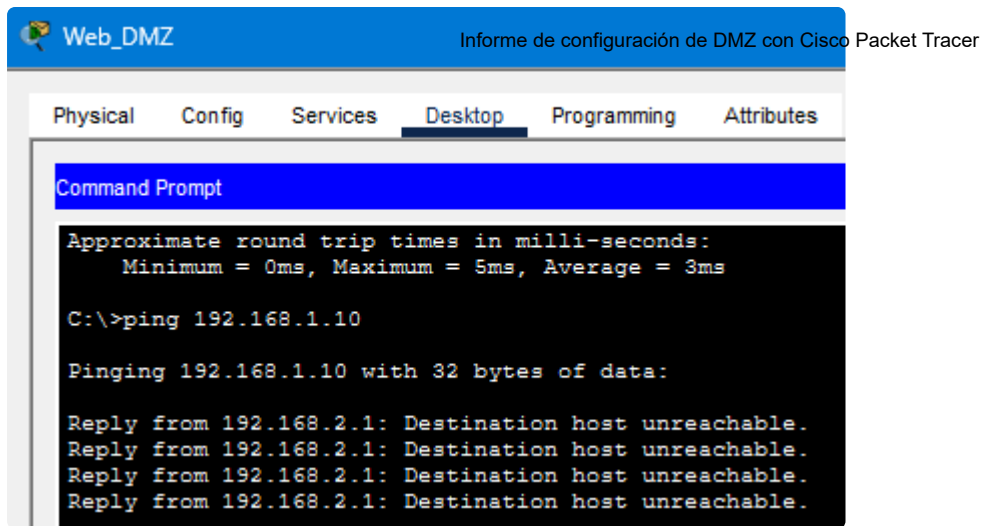 Web_DMZ
Informe de configuración de DMZ con Cisco Packet Tracer
Physical Config Services Desktop Programming Attributes
Command Prompt
Approximate round trip times in milli-seconds:
Minimum = 0ms, Maximum = 5ms, Average = 3ms
C:\>ping 192.168.1.10
Pinging 192.168.1.10 with 32 bytes of data:
Reply from 192.168.2.1: Destination host unreachable.
Reply from 192.168.2.1: Destination host unreachable.
Reply from 192.168.2.1: Destination host unreachable.
Reply from 192.168.2.1: Destination host unreachable.